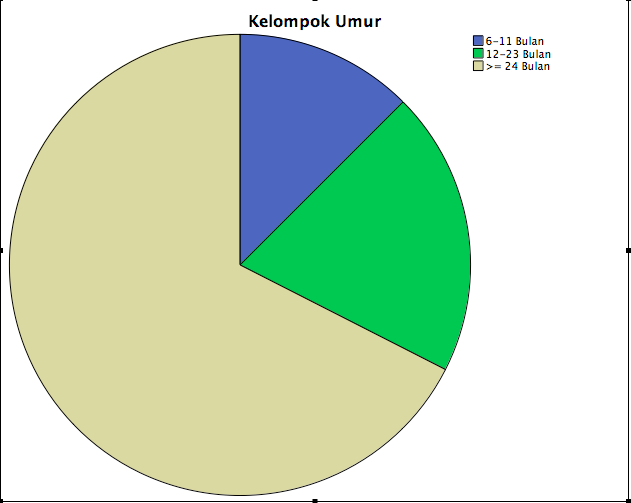 Kelompok Umur
6-11 Bulan
12-23 Bulan
>= 24 Bulan